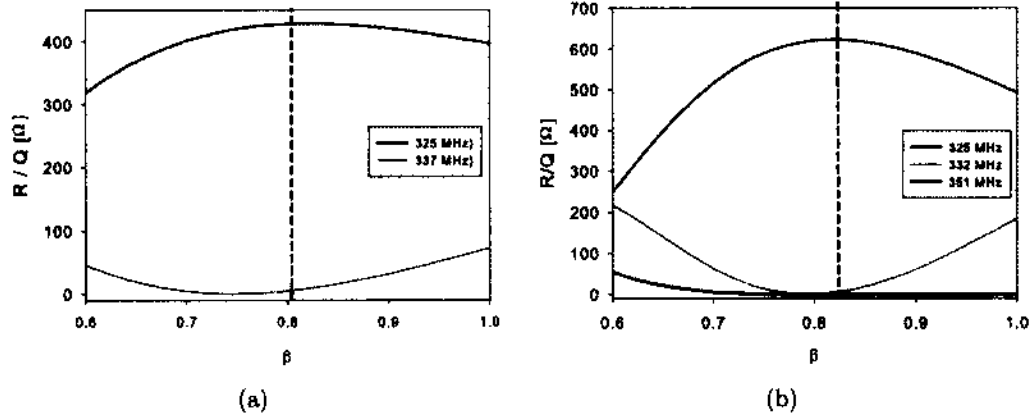 R / Q [Ω]
400
300
200
100
0
325 MHz)
337 MHz)
0.6 0.7 0.8 0.9 1.0
β
(a)
R/Q [Ω]
700
600
500
400
300
200
100
0
325 MHz
332 MHz
351 MHz
0.6 0.7 0.8 0.9 1.0
β
(b)